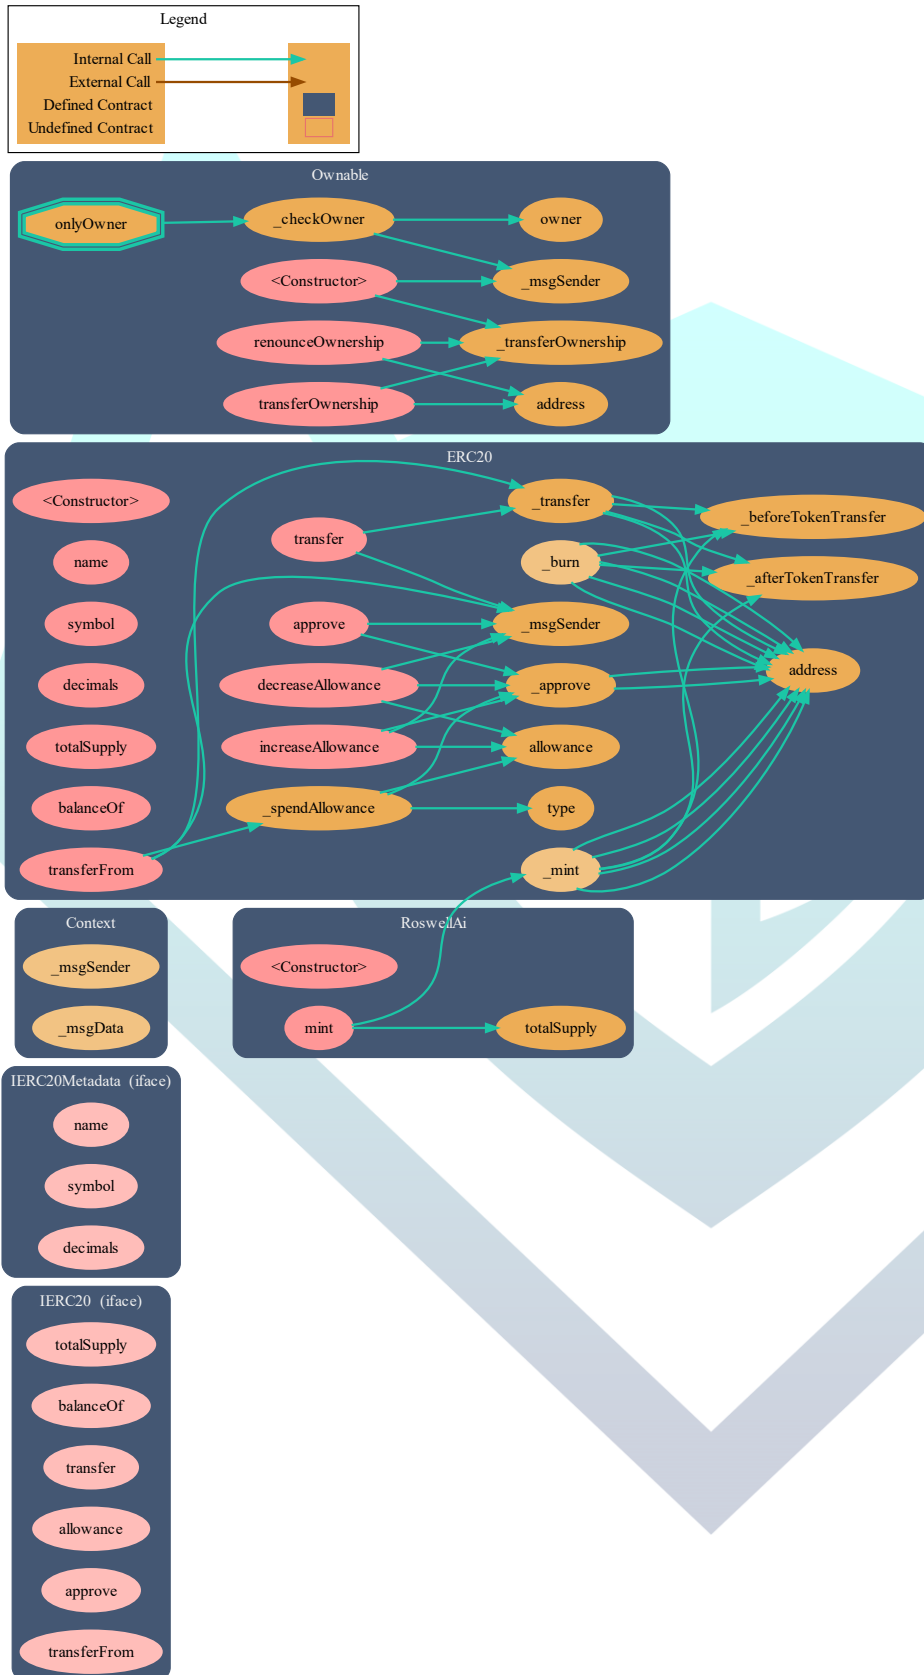 Legend
Internal Call
External Call
Defined Contract
Undefined Contract
Ownable
onlyOwner
_checkOwner
owner
<Constructor>
_msgSender
renounceOwnership
_transferOwnership
transferOwnership
address
ERC20
<Constructor>
_transfer
_beforeTokenTransfer
transfer
name
_burn
_afterTokenTransfer
symbol
approve
_msgSender
address
decimals
decreaseAllowance
_approve
totalSupply
increaseAllowance
allowance
balanceOf
_spendAllowance
type
transferFrom
_mint
Context
_msgSender
_msgData
RoswellAi
<Constructor>
mint
totalSupply
IERC20Metadata (iface)
name
symbol
decimals
IERC20 (iface)
totalSupply
balanceOf
transfer
allowance
approve
transferFrom